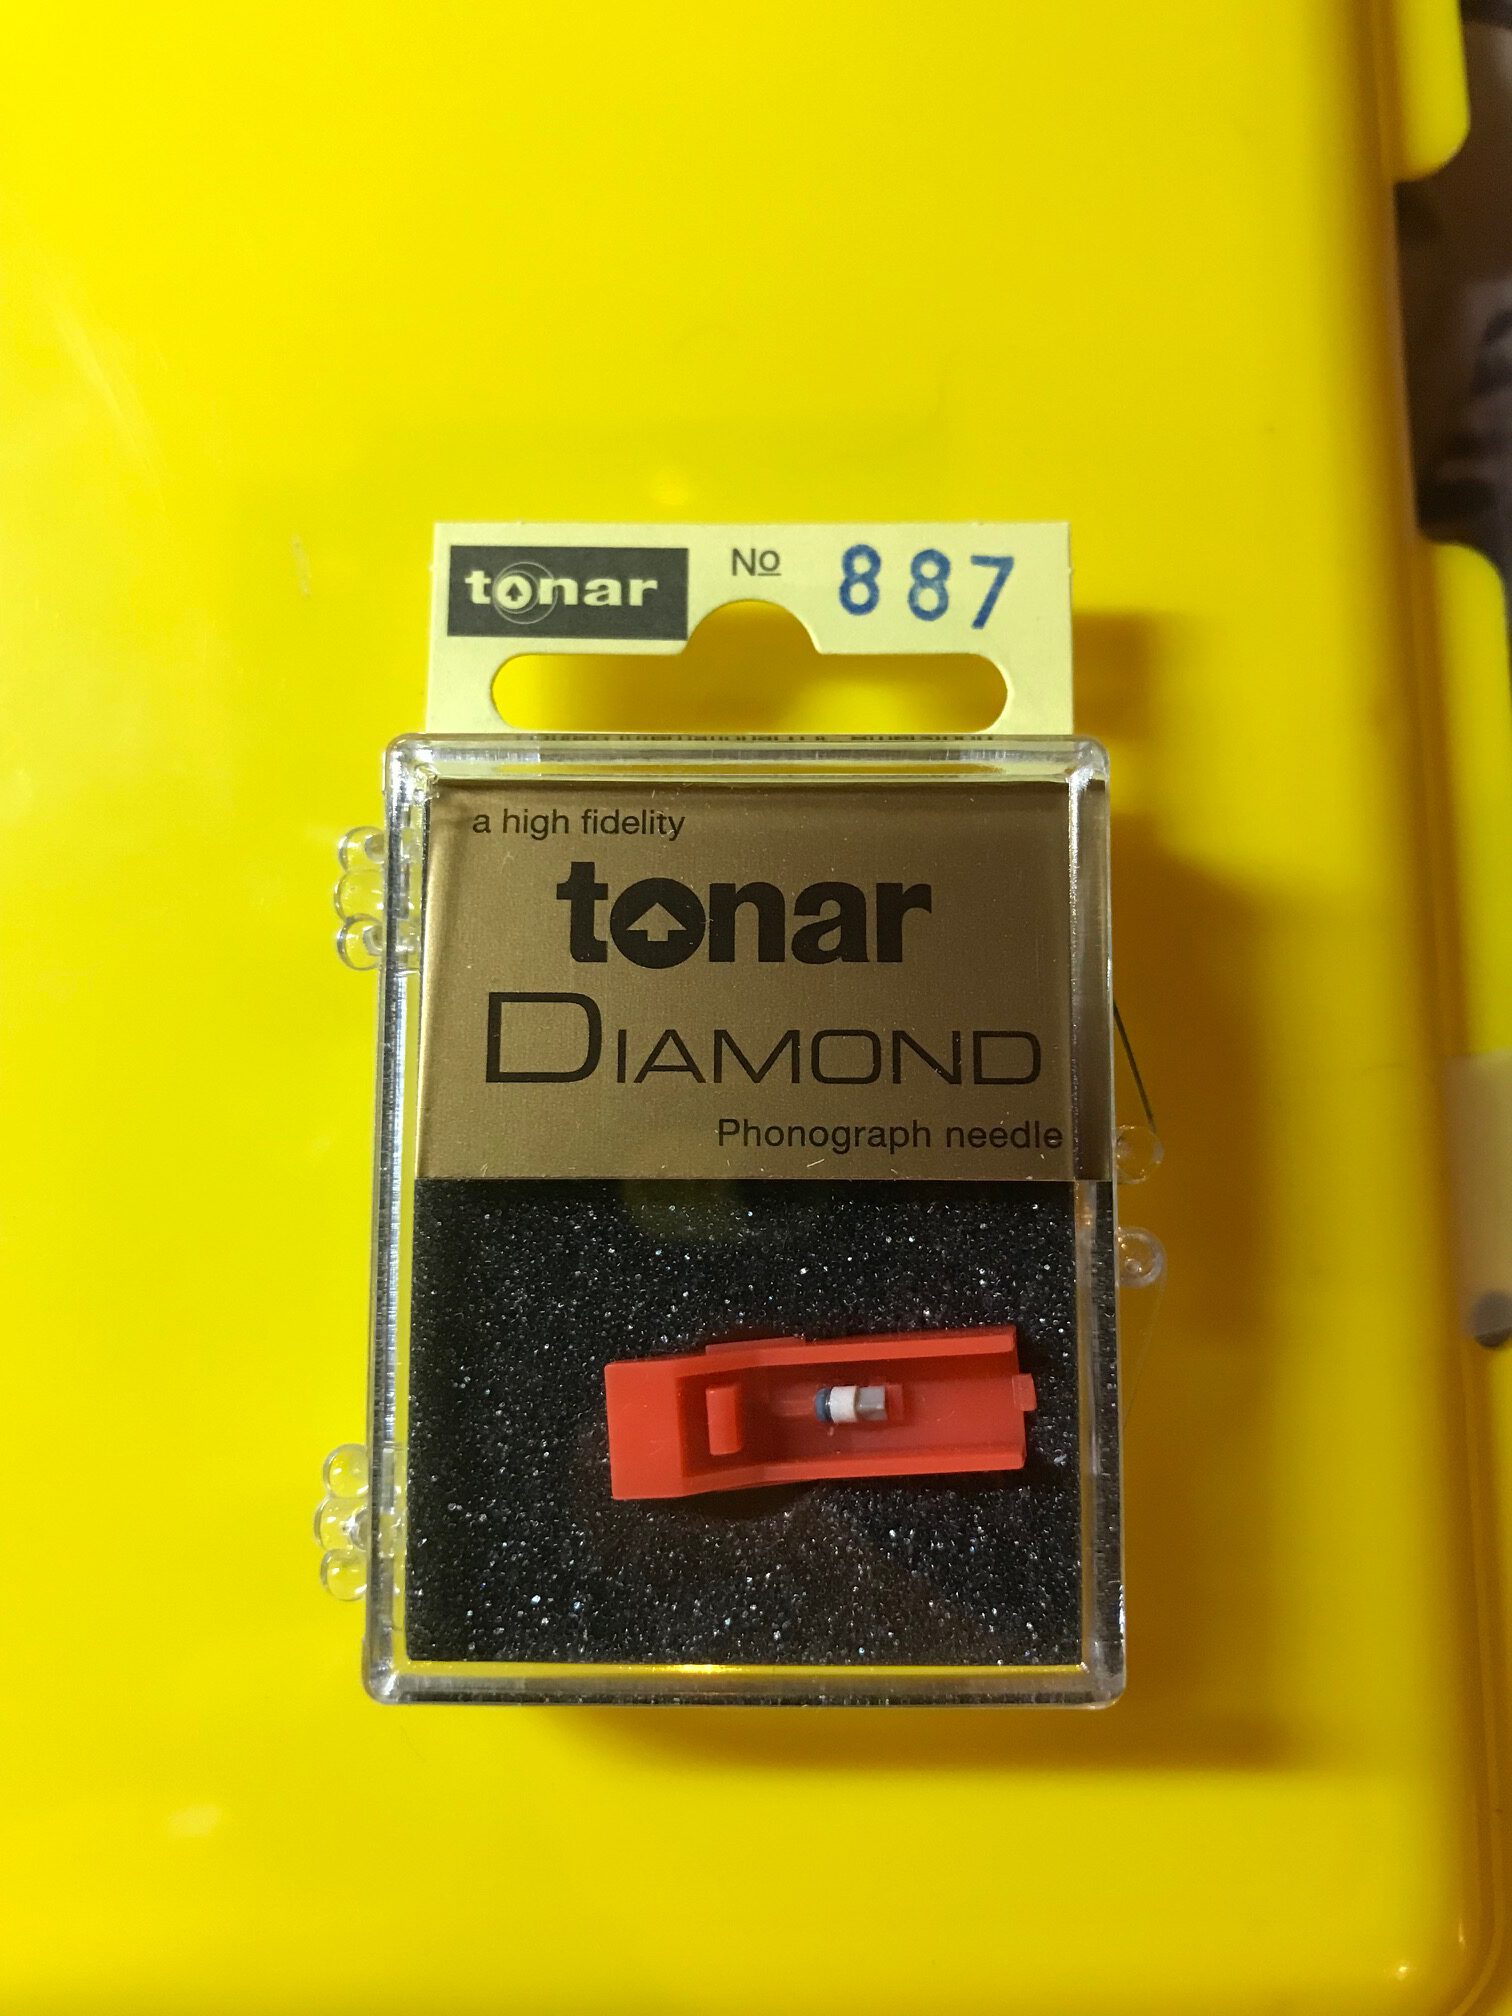 tonar No 887
a high fidelity
tonar
DIAMOND
Phonograph needle